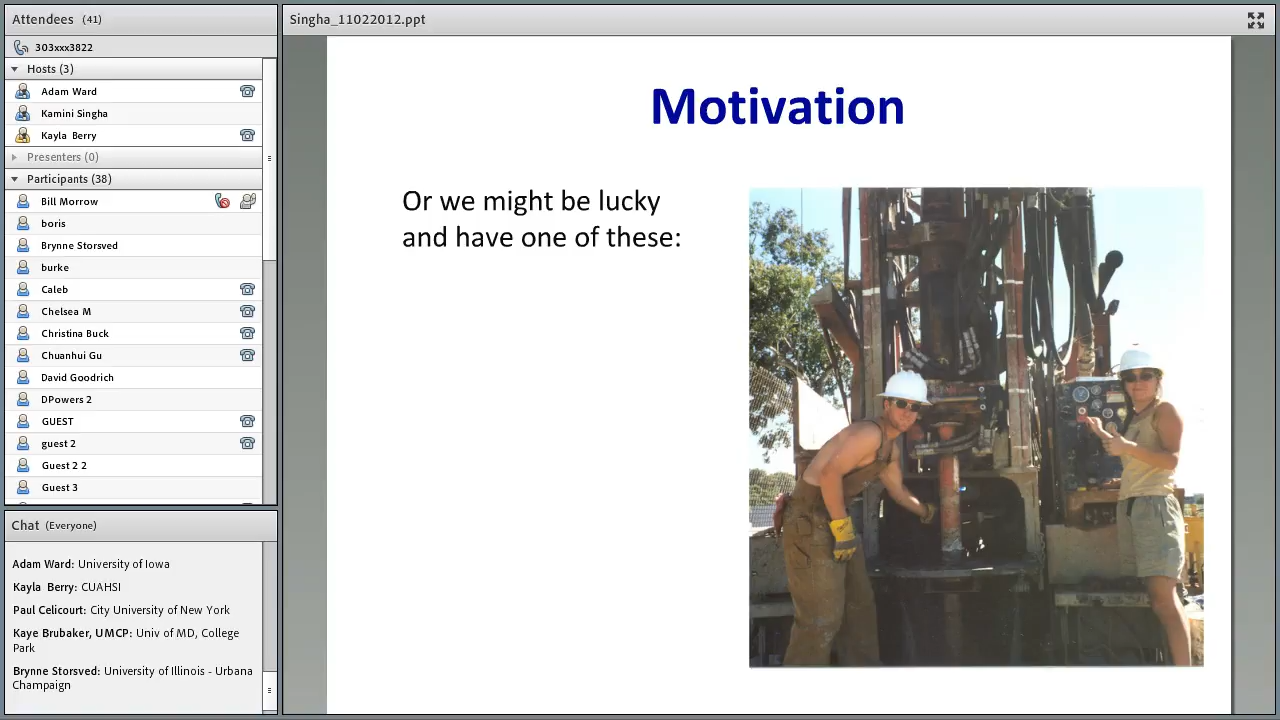 Attendees (41)
303xxx3822
Hosts (3)
Adam Ward
Kamini Singha
Kayla Berry
Presenters (0)
Participants (38)
Bill Morrow
boris
Brynne Storsved
burke
Caleb
Chelsea M
Christina Buck
Chuanhui Gu
David Goodrich
DPowers 2
GUEST
guest 2
Guest 2 2
Guest 3
Chat (Everyone)
Adam Ward: University of Iowa
Kayla Berry: CUAHSI
Paul Celicourt: City University of New York
Kaye Brubaker, UMCP: Univ of MD, College
Park
Brynne Storsved: University of Illinois - Urbana
Champaign
Singha_11022012.ppt
Motivation
Or we might be lucky
and have one of these: